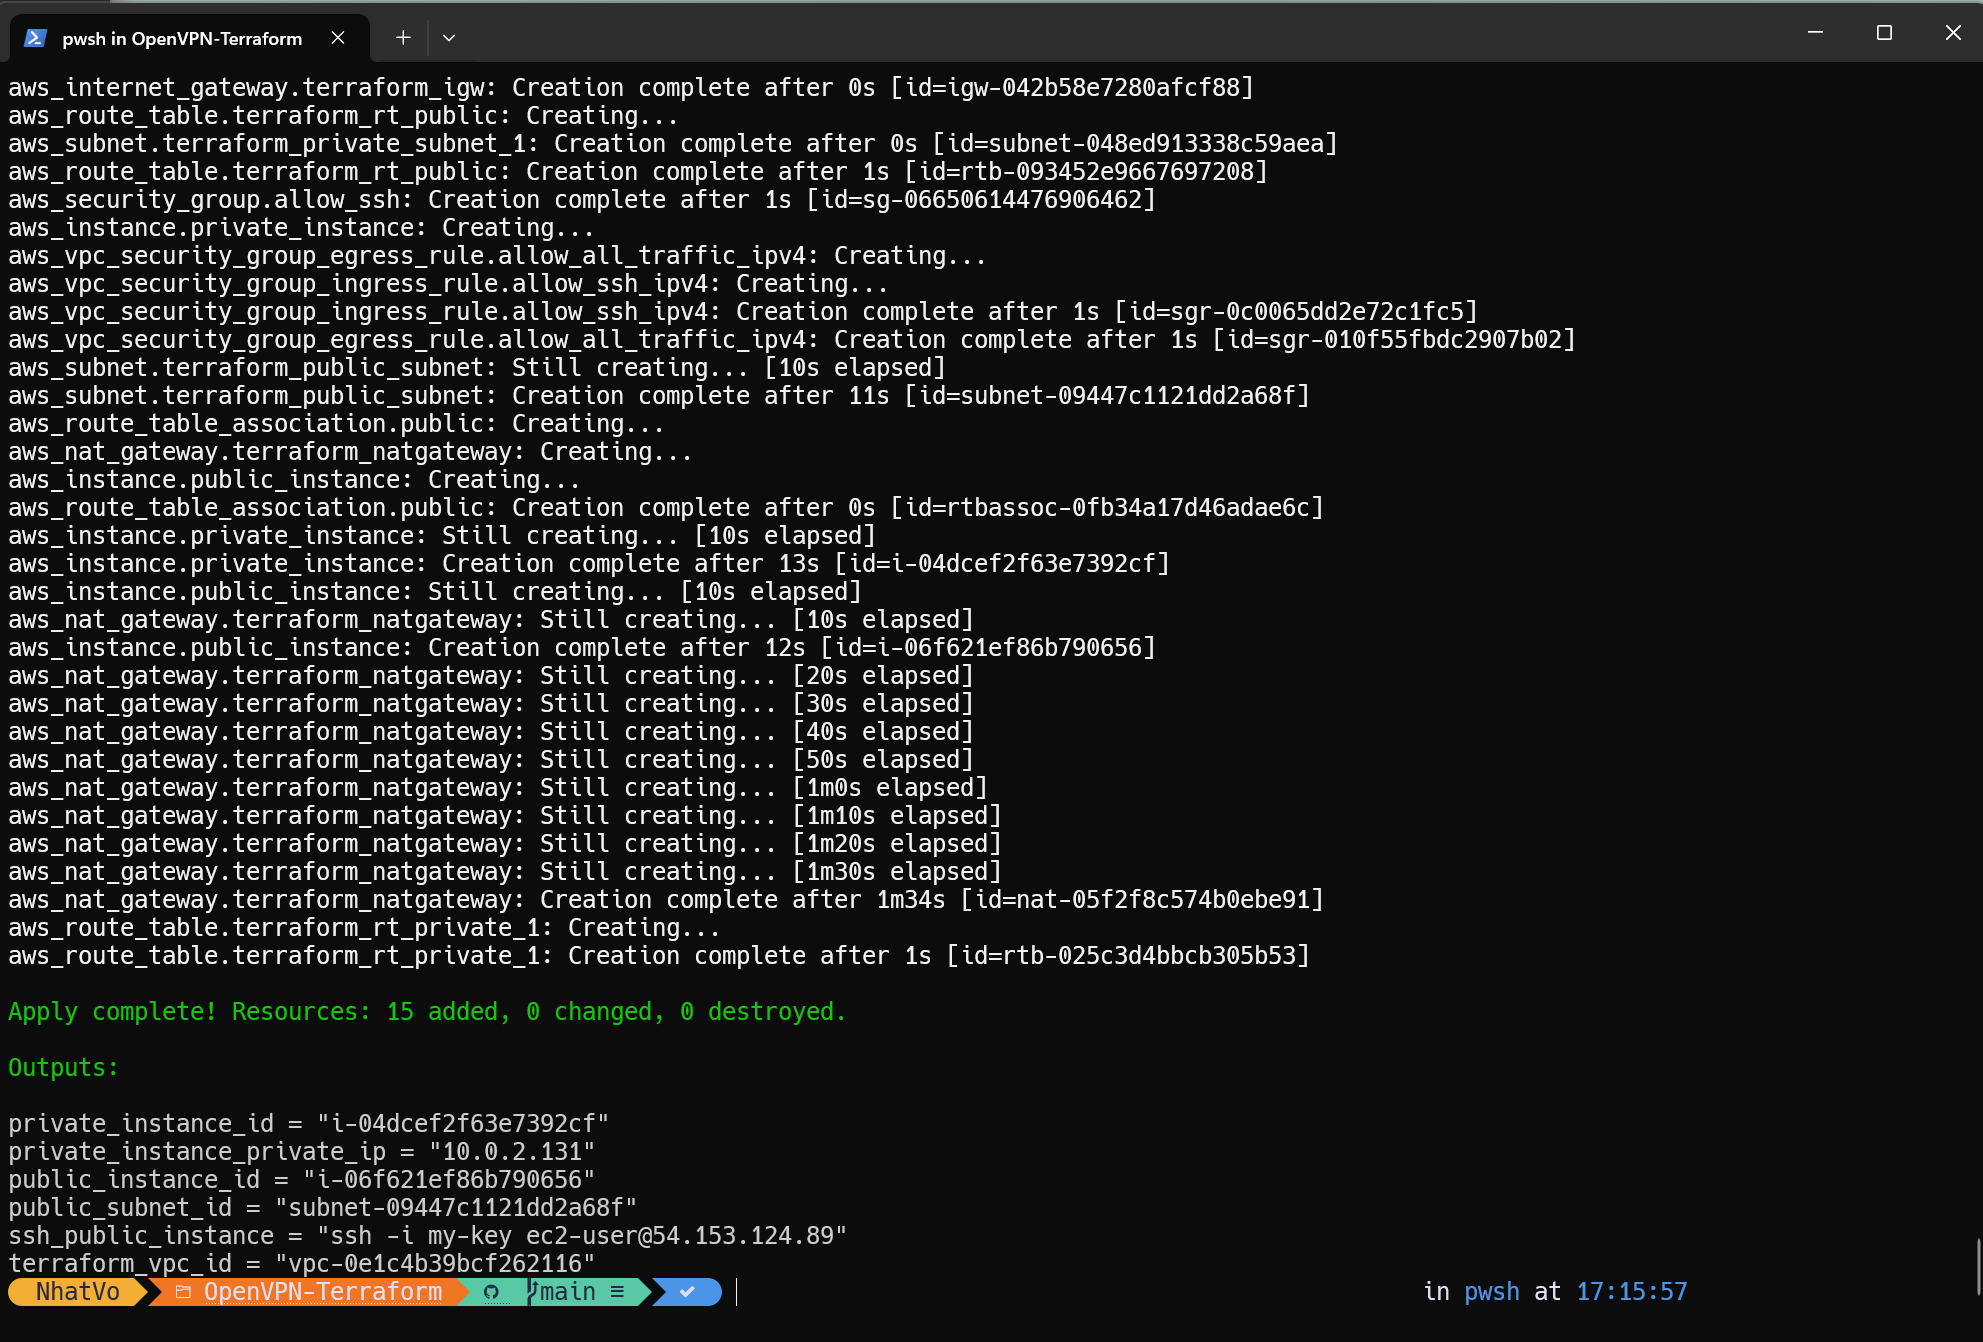 pwsh in OpenVPN-Terraform
aws_internet_gateway.terraform_igw: Creation complete after 0s [id=igw-042b58e7280afcf88]
aws_route_table.terraform_rt_public: Creating...
aws_subnet.terraform_private_subnet_1: Creation complete after 0s [id=subnet-048ed913338c59aea]
aws_route_table.terraform_rt_public: Creation complete after 1s [id=rtb-093452e9667697208]
aws_security_group.allow_ssh: Creation complete after 1s [id=sg-06650614476906462]
aws_instance.private_instance: Creating...
aws_vpc_security_group_egress_rule.allow_all_traffic_ipv4: Creating...
aws_vpc_security_group_ingress_rule.allow_ssh_ipv4: Creating...
aws_vpc_security_group_ingress_rule.allow_ssh_ipv4: Creation complete after 1s [id=sgr-0c0065dd2e72c1fc5]
aws_vpc_security_group_egress_rule.allow_all_traffic_ipv4: Creation complete after 1s [id=sgr-010f55fbdc2907b02]
aws_subnet.terraform_public_subnet: Still creating... [10s elapsed]
aws_subnet.terraform_public_subnet: Creation complete after 11s [id=subnet-09447c1121dd2a68f]
aws_route_table_association.public: Creating...
aws_nat_gateway.terraform_natgateway: Creating...
aws_instance.public_instance: Creating...
aws_route_table_association.public: Creation complete after 0s [id=rtbassoc-0fb34a17d46adae6c]
aws_instance.private_instance: Still creating... [10s elapsed]
aws_instance.private_instance: Creation complete after 13s [id=i-04dcef2f63e7392cf]
aws_instance.public_instance: Still creating... [10s elapsed]
aws_nat_gateway.terraform_natgateway: Still creating... [10s elapsed]
aws_instance.public_instance: Creation complete after 12s [id=i-06f621ef86b790656]
aws_nat_gateway.terraform_natgateway: Still creating... [20s elapsed]
aws_nat_gateway.terraform_natgateway: Still creating... [30s elapsed]
aws_nat_gateway.terraform_natgateway: Still creating... [40s elapsed]
aws_nat_gateway.terraform_natgateway: Still creating... [50s elapsed]
aws_nat_gateway.terraform_natgateway: Still creating... [1m0s elapsed]
aws_nat_gateway.terraform_natgateway: Still creating... [1m10s elapsed]
aws_nat_gateway.terraform_natgateway: Still creating... [1m20s elapsed]
aws_nat_gateway.terraform_natgateway: Still creating... [1m30s elapsed]
aws_nat_gateway.terraform_natgateway: Creation complete after 1m34s [id=nat-05f2f8c574b0ebe91]
aws_route_table.terraform_rt_private_1: Creating...
aws_route_table.terraform_rt_private_1: Creation complete after 1s [id=rtb-025c3d4bbcb305b53]
Apply complete! Resources: 15 added, 0 changed, 0 destroyed.
Outputs:
private_instance_id = "i-04dcef2f63e7392cf"
private_instance_private_ip = "10.0.2.131"
public_instance_id = "i-06f621ef86b790656"
public_subnet_id = "subnet-09447c1121dd2a68f"
ssh_public_instance = "ssh -i my-key ec2-user@54.153.124.89"
terraform_vpc_id = "vpc-0e1c4b39bcf262116"
NhatVo OpenVPN-Terraform main ≡ in pwsh at 17:15:57